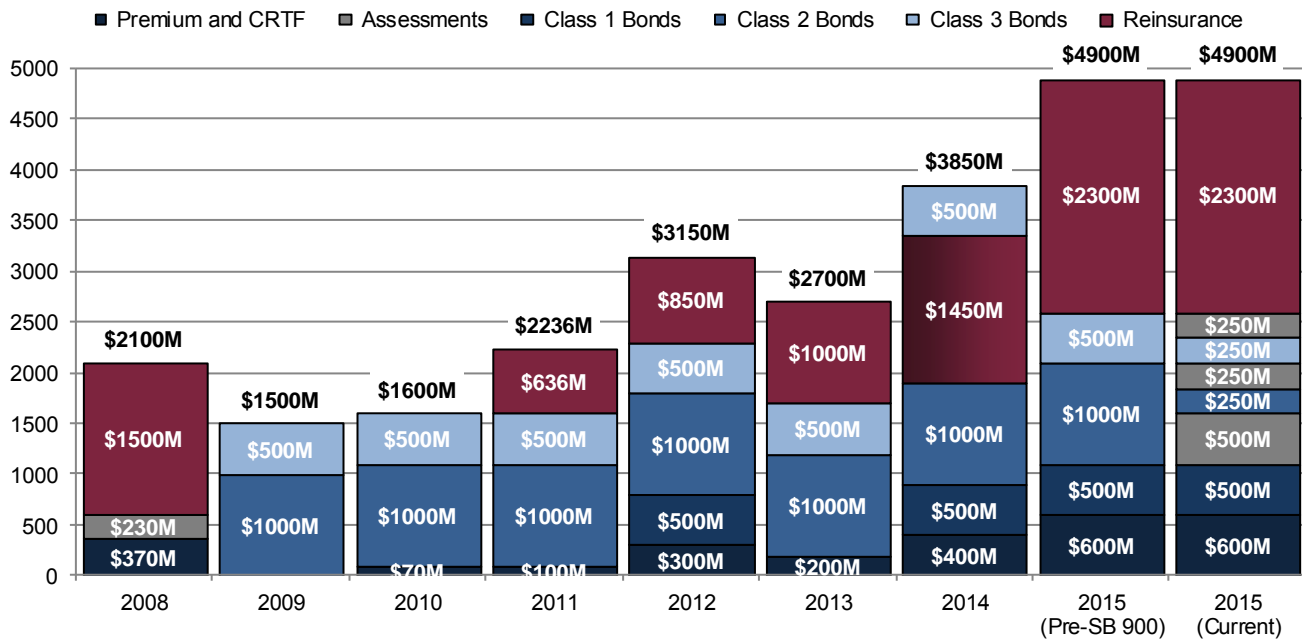 Premium and CRTF Assessments Class 1 Bonds Class 2 Bonds Class 3 Bonds Reinsurance
5000
4500
4000
3500
3000
2500
2000
1500
1000
500
0
$2100M
$1500M
$230M
$370M
$1500M
$500M
$1000M
$1600M
$500M
$1000M
$70M
$2236M
$636M
$500M
$1000M
$100M
$3150M
$850M
$500M
$1000M
$500M
$300M
$2700M
$1000M
$500M
$1000M
$200M
$3850M
$500M
$1450M
$1000M
$500M
$400M
$4900M
$2300M
$500M
$1000M
$500M
$600M
$4900M
$2300M
$250M
$250M
$250M
$250M
$500M
$500M
$600M
2008 2009 2010 2011 2012 2013 2014 2015 2015
(Pre-SB 900) (Current)